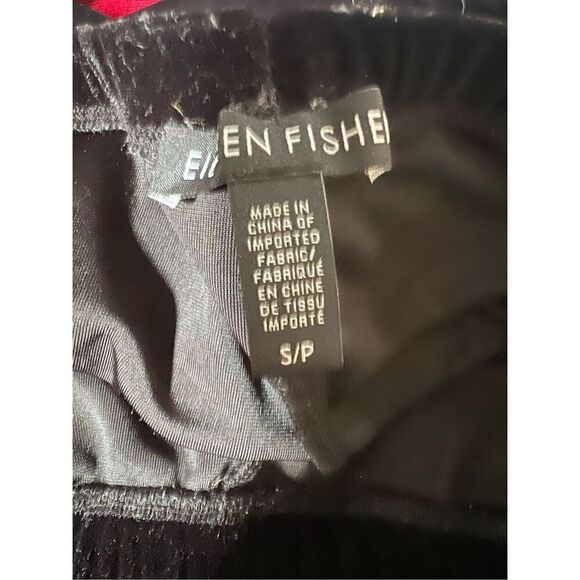 EN FISHE
MADE IN
CHINA OF
IMPORTED
FABRIC/
FABRIQUÉ
EN CHINE
DE TISSU
IMPORTÉ
S/P